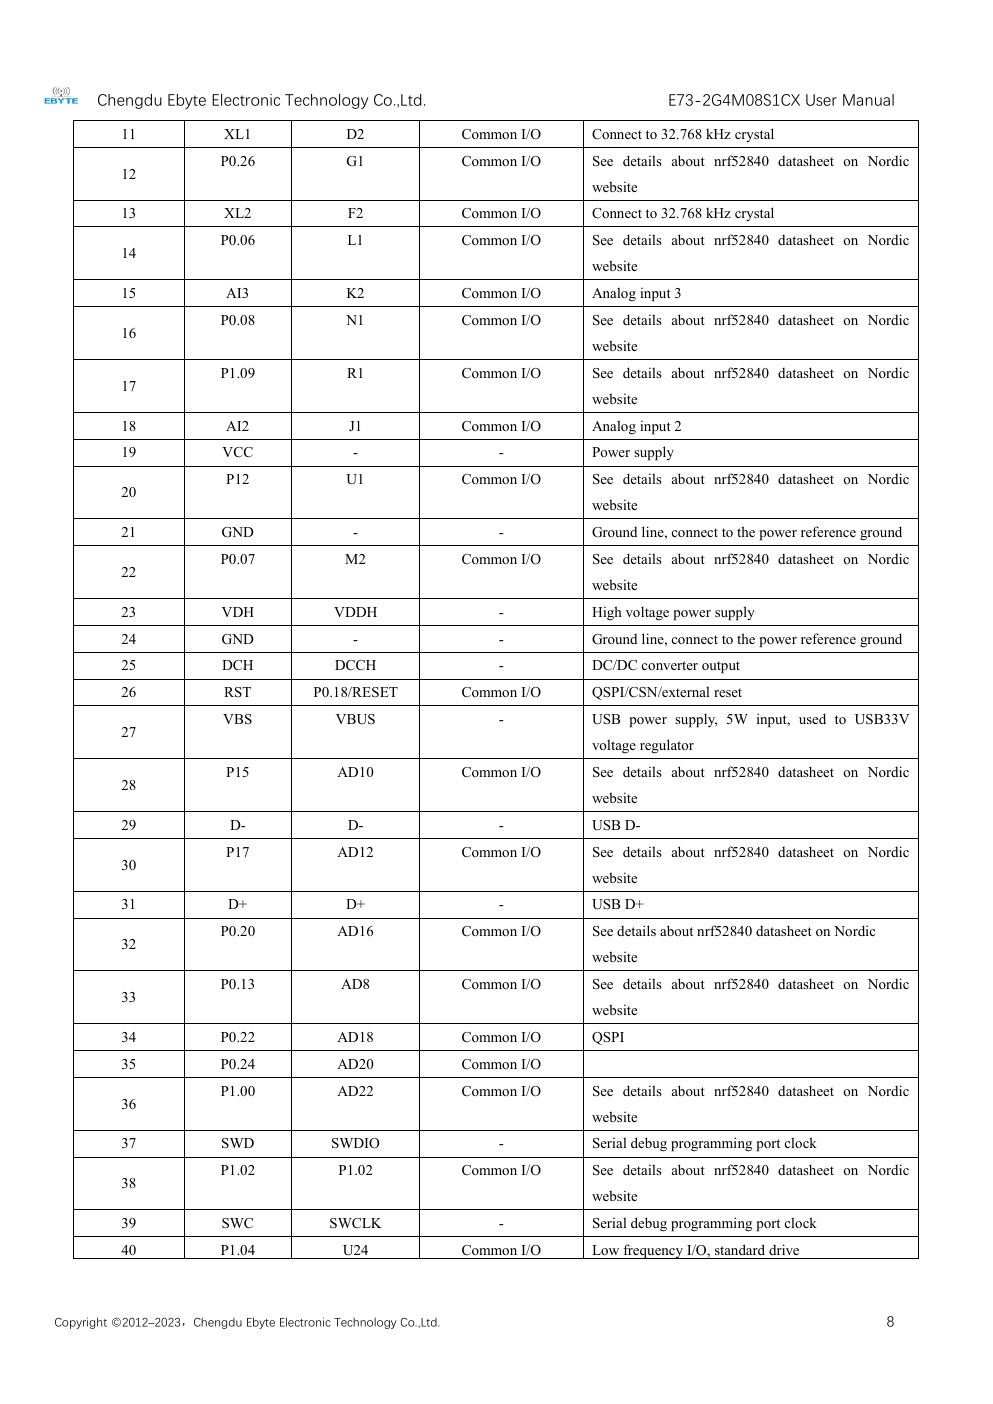 EBYTE Chengdu Ebyte Electronic Technology Co.,Ltd. E73-2G4M08S1CX User Manual
11 XL1 D2 Common I/O Connect to 32.768 kHz crystal
12 P0.26 G1 Common I/O See details about nrf52840 datasheet on Nordic
website
13 XL2 F2 Common I/O Connect to 32.768 kHz crystal
14 P0.06 L1 Common I/O See details about nrf52840 datasheet on Nordic
website
15 AI3 K2 Common I/O Analog input 3
16 P0.08 N1 Common I/O See details about nrf52840 datasheet on Nordic
website
17 P1.09 R1 Common I/O See details about nrf52840 datasheet on Nordic
website
18 AI2 J1 Common I/O Analog input 2
19 VCC - - Power supply
20 P12 U1 Common I/O See details about nrf52840 datasheet on Nordic
website
21 GND - - Ground line, connect to the power reference ground
22 P0.07 M2 Common I/O See details about nrf52840 datasheet on Nordic
website
23 VDH VDDH - High voltage power supply
24 GND - - Ground line, connect to the power reference ground
25 DCH DCCH - DC/DC converter output
26 RST P0.18/RESET Common I/O QSPI/CSN/external reset
27 VBS VBUS - USB power supply, 5W input, used to USB33V
voltage regulator
28 P15 AD10 Common I/O See details about nrf52840 datasheet on Nordic
website
29 D- D- - USB D-
30 P17 AD12 Common I/O See details about nrf52840 datasheet on Nordic
website
31 D+ D+ - USB D+
32 P0.20 AD16 Common I/O See details about nrf52840 datasheet on Nordic
website
33 P0.13 AD8 Common I/O See details about nrf52840 datasheet on Nordic
website
34 P0.22 AD18 Common I/O QSPI
35 P0.24 AD20 Common I/O
36 P1.00 AD22 Common I/O See details about nrf52840 datasheet on Nordic
website
37 SWD SWDIO - Serial debug programming port clock
38 P1.02 P1.02 Common I/O See details about nrf52840 datasheet on Nordic
website
39 SWC SWCLK - Serial debug programming port clock
40 P1.04 U24 Common I/O Low frequency I/O, standard drive
Copyright ©2012–2023，Chengdu Ebyte Electronic Technology Co.,Ltd. 8